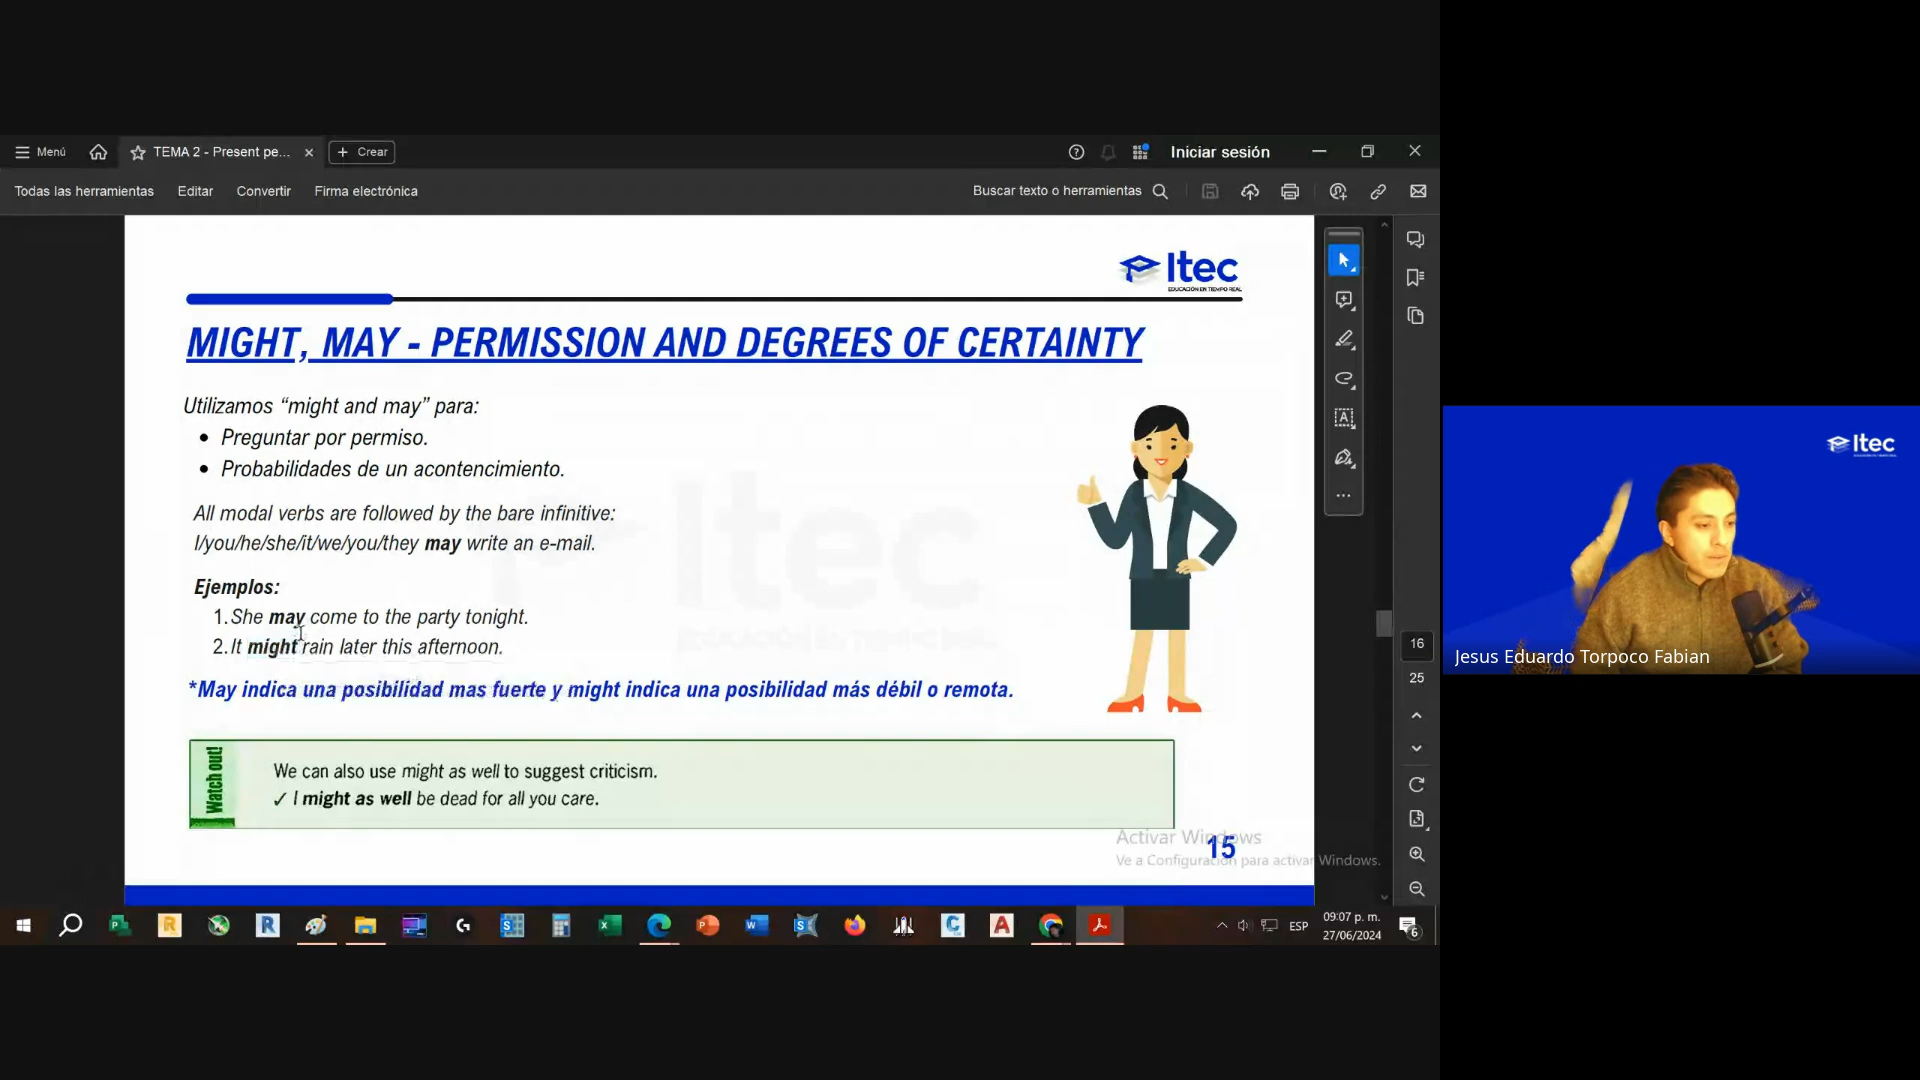 Menú
TEMA 2 - Present pe...
Crear
Iniciar sesión
Todas las herramientas
Editar
Convertir
Firma electrónica
Buscar texto o herramientas
Itec
EDUCACIÓN EN TIEMPO REAL
MIGHT, MAY - PERMISSION AND DEGREES OF CERTAINTY
Utilizamos “might and may” para:
• Preguntar por permiso.
• Probabilidades de un acontencimiento.
All modal verbs are followed by the bare infinitive:
I/you/he/she/it/we/you/they may write an e-mail.
Ejemplos:
1. She may come to the party tonight.
2. It might rain later this afternoon.
*May indica una posibilidad mas fuerte y might indica una posibilidad más débil o remota.
Watch out!
We can also use might as well to suggest criticism.
✓ I might as well be dead for all you care.
15
Activar Windows
Ve a Configuración para activar Windows.
16
25
Itec
Jesus Eduardo Torpoco Fabian
ESP
09:07 p. m.
27/06/2024
6